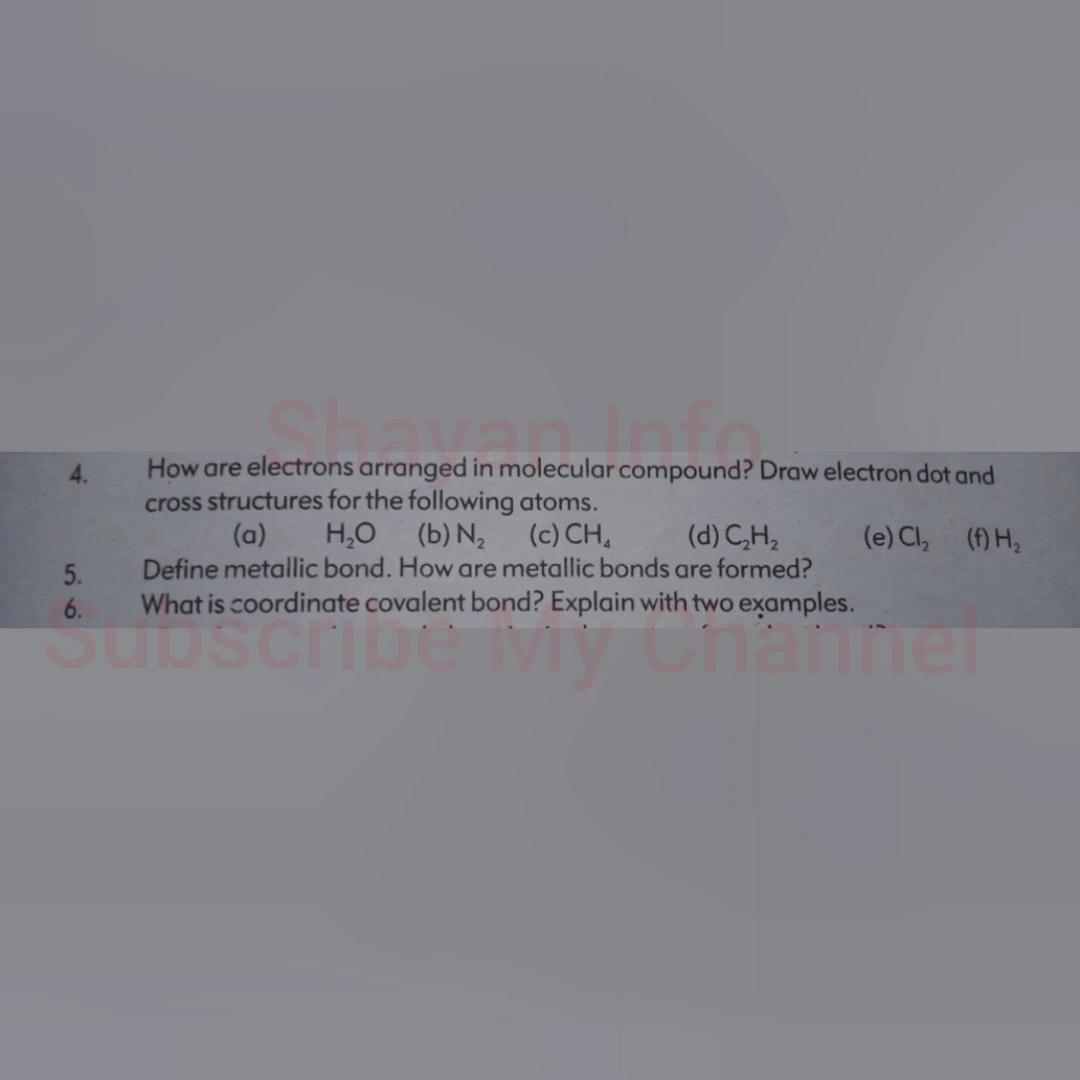 Shayan Info
4. How are electrons arranged in molecular compound? Draw electron dot and
cross structures for the following atoms.
(a) H₂O (b) N₂ (c) CH₄ (d) C₂H₂ (e) Cl₂ (f) H₂
5. Define metallic bond. How are metallic bonds are formed?
6. What is coordinate covalent bond? Explain with two examples.
Subscribe My Channel